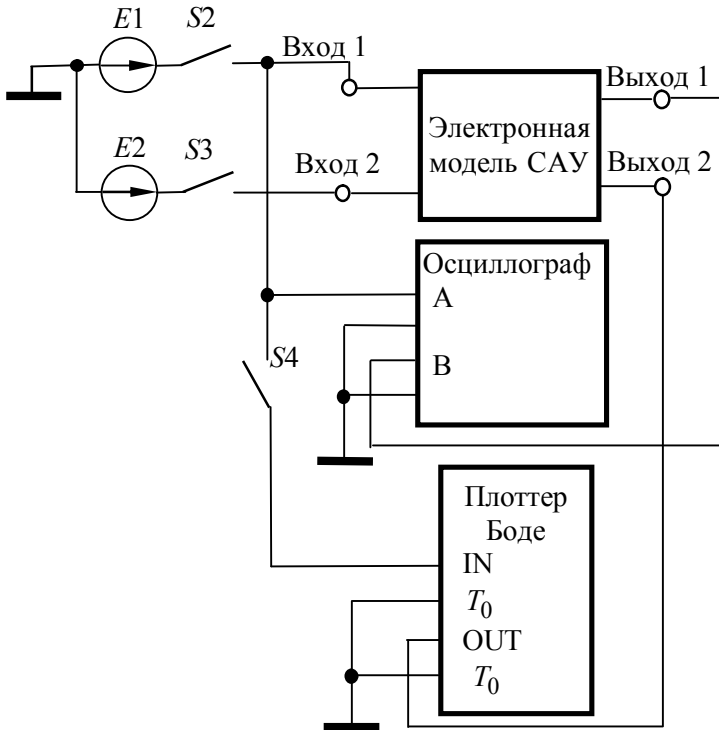 E1
S2
Вход 1
Выход 1
Электронная
модель САУ
E2
S3
Вход 2
Выход 2
Осциллограф
A
B
S4
Плоттер
Боде
IN
T0
OUT
T0